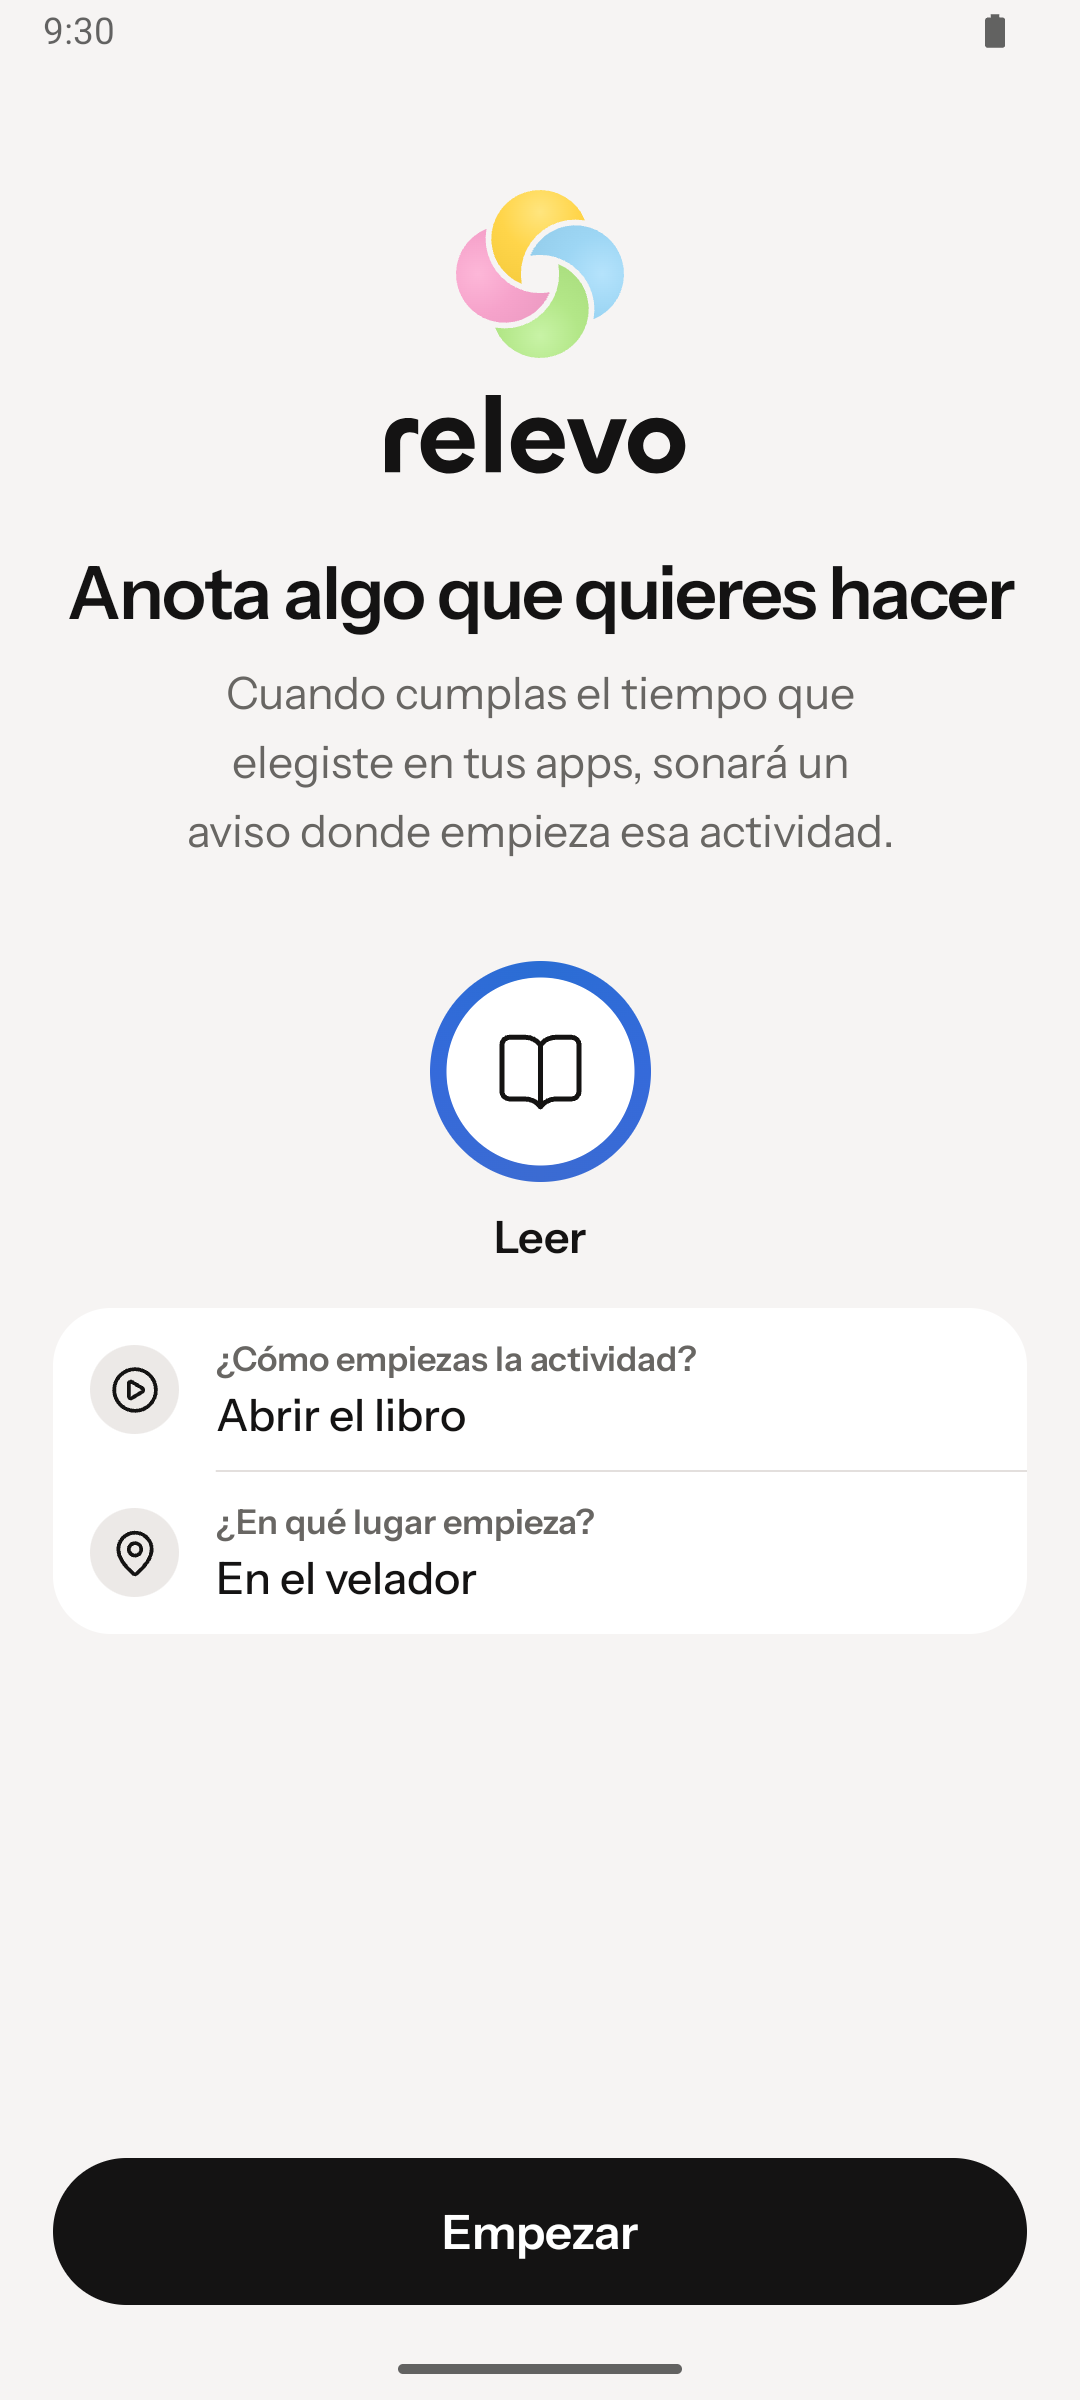 9:30
relevo
Anota algo que quieres hacer
Cuando cumplas el tiempo que
elegiste en tus apps, sonará un
aviso donde empieza esa actividad.
Leer
¿Cómo empiezas la actividad?
Abrir el libro
¿En qué lugar empieza?
En el velador
Empezar